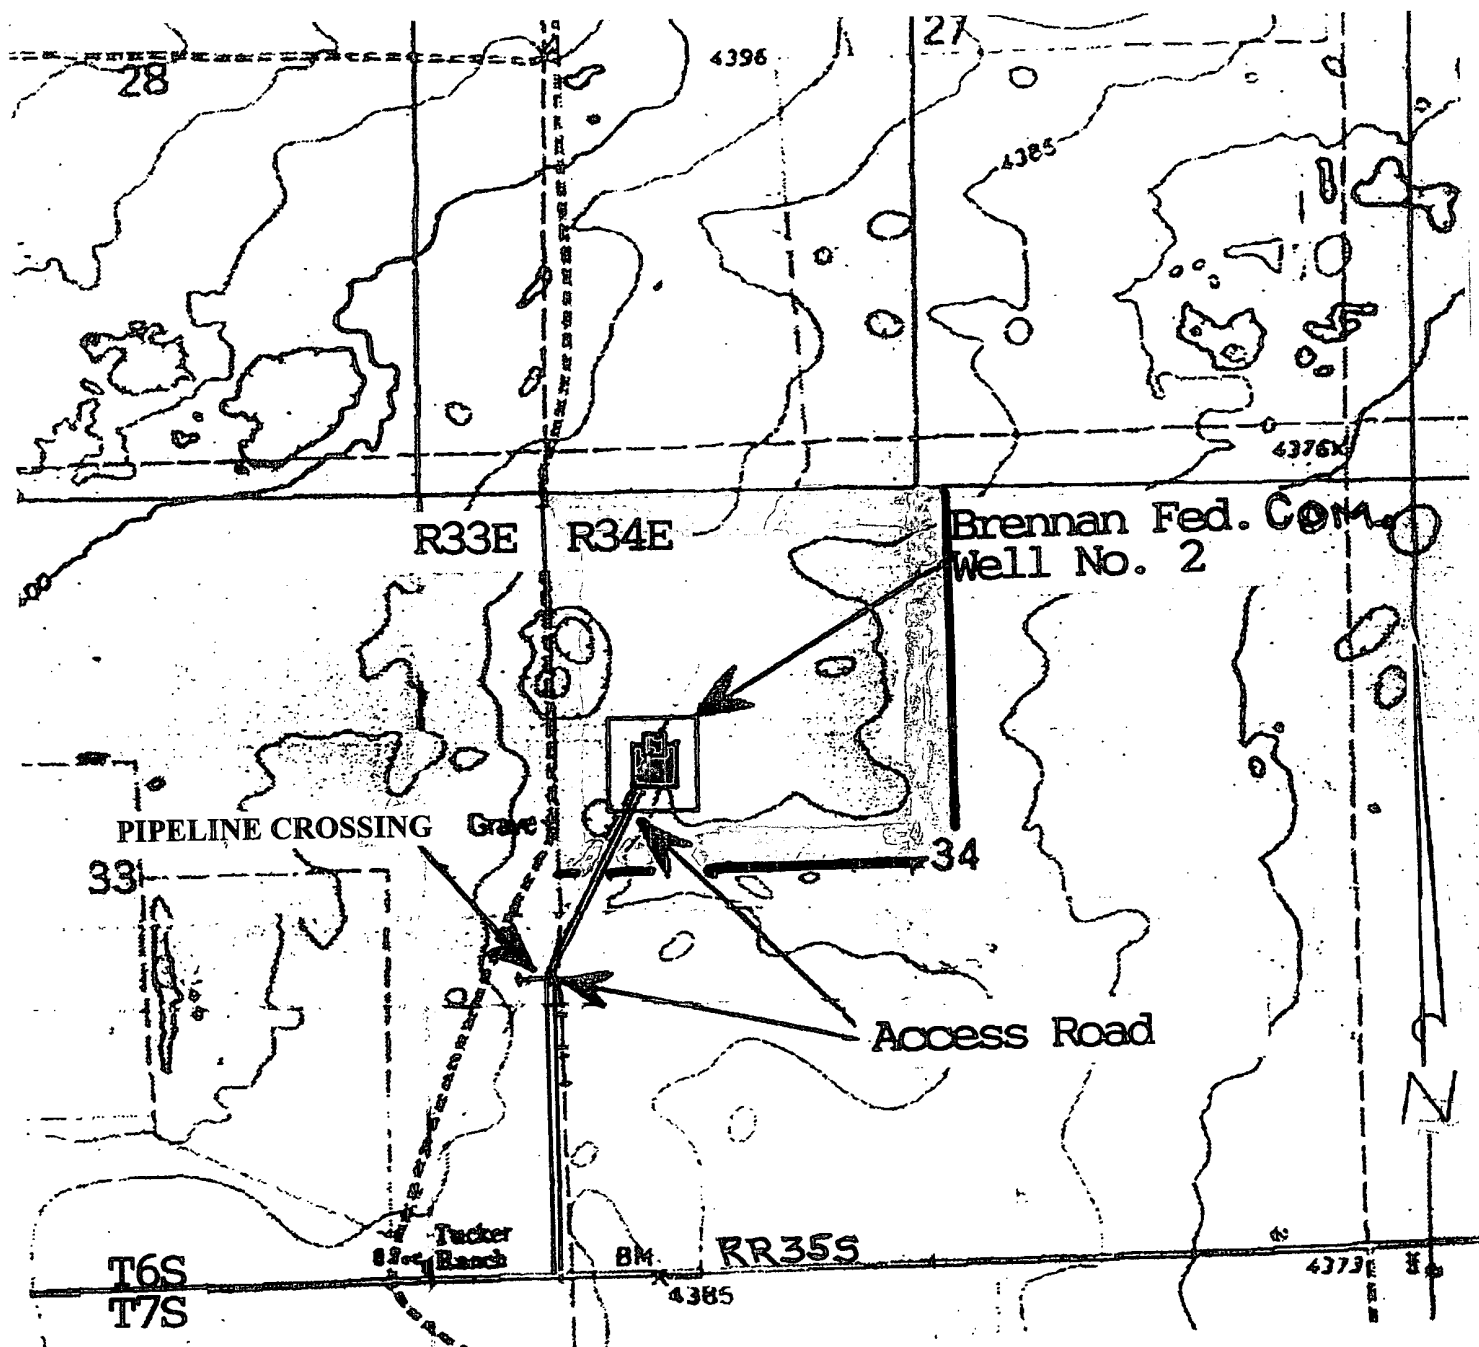 27
28
4396
4385
4376X
R33E R34E
Brennan Fed. Com.
Well No. 2
PIPELINE CROSSING
Grave
33
34
Access Road
N
Tucker
Ranch
BM
RR35S
T6S
T7S
4385
4373